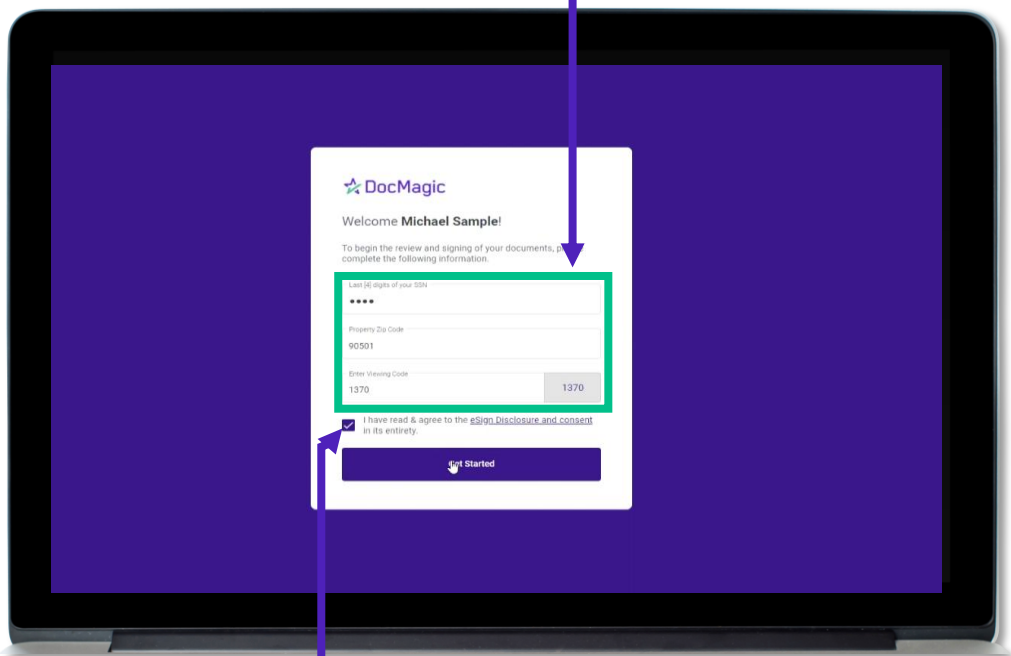 DocMagic
Welcome Michael Sample!
To begin the review and signing of your documents,
complete the following information.
Last [4] digits of your SSN
••••
Property Zip Code
90501
Enter Viewing Code
1370
1370
I have read & agree to the eSign Disclosure and consent
in its entirety.
Get Started